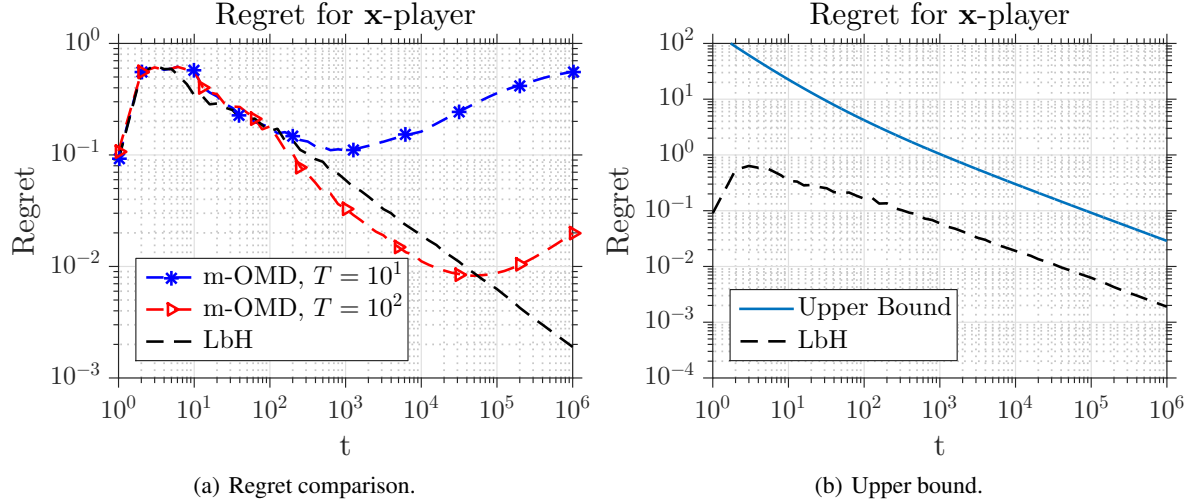 Regret for x-player
Regret
10^0
10^-1
10^-2
10^-3
m-OMD, T = 10^1
m-OMD, T = 10^2
LbH
10^0 10^1 10^2 10^3 10^4 10^5 10^6
t
(a) Regret comparison.
Regret for x-player
Regret
10^2
10^1
10^0
10^-1
10^-2
10^-3
10^-4
Upper Bound
LbH
10^0 10^1 10^2 10^3 10^4 10^5 10^6
t
(b) Upper bound.